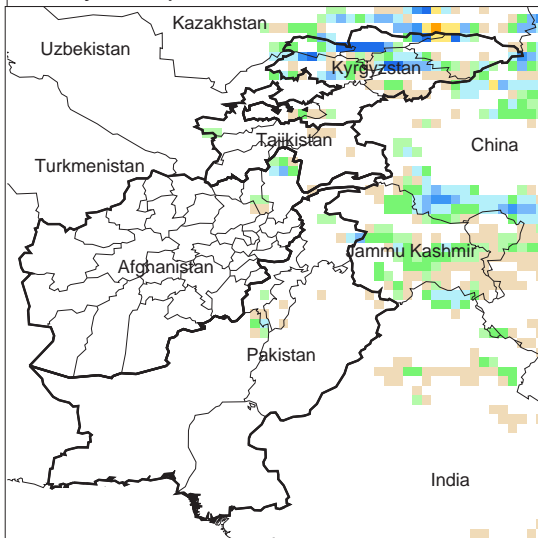 Kazakhstan
Uzbekistan
Kyrgyzstan
Tajikistan
China
Turkmenistan
Jammu Kashmir
Afghanistan
Pakistan
India